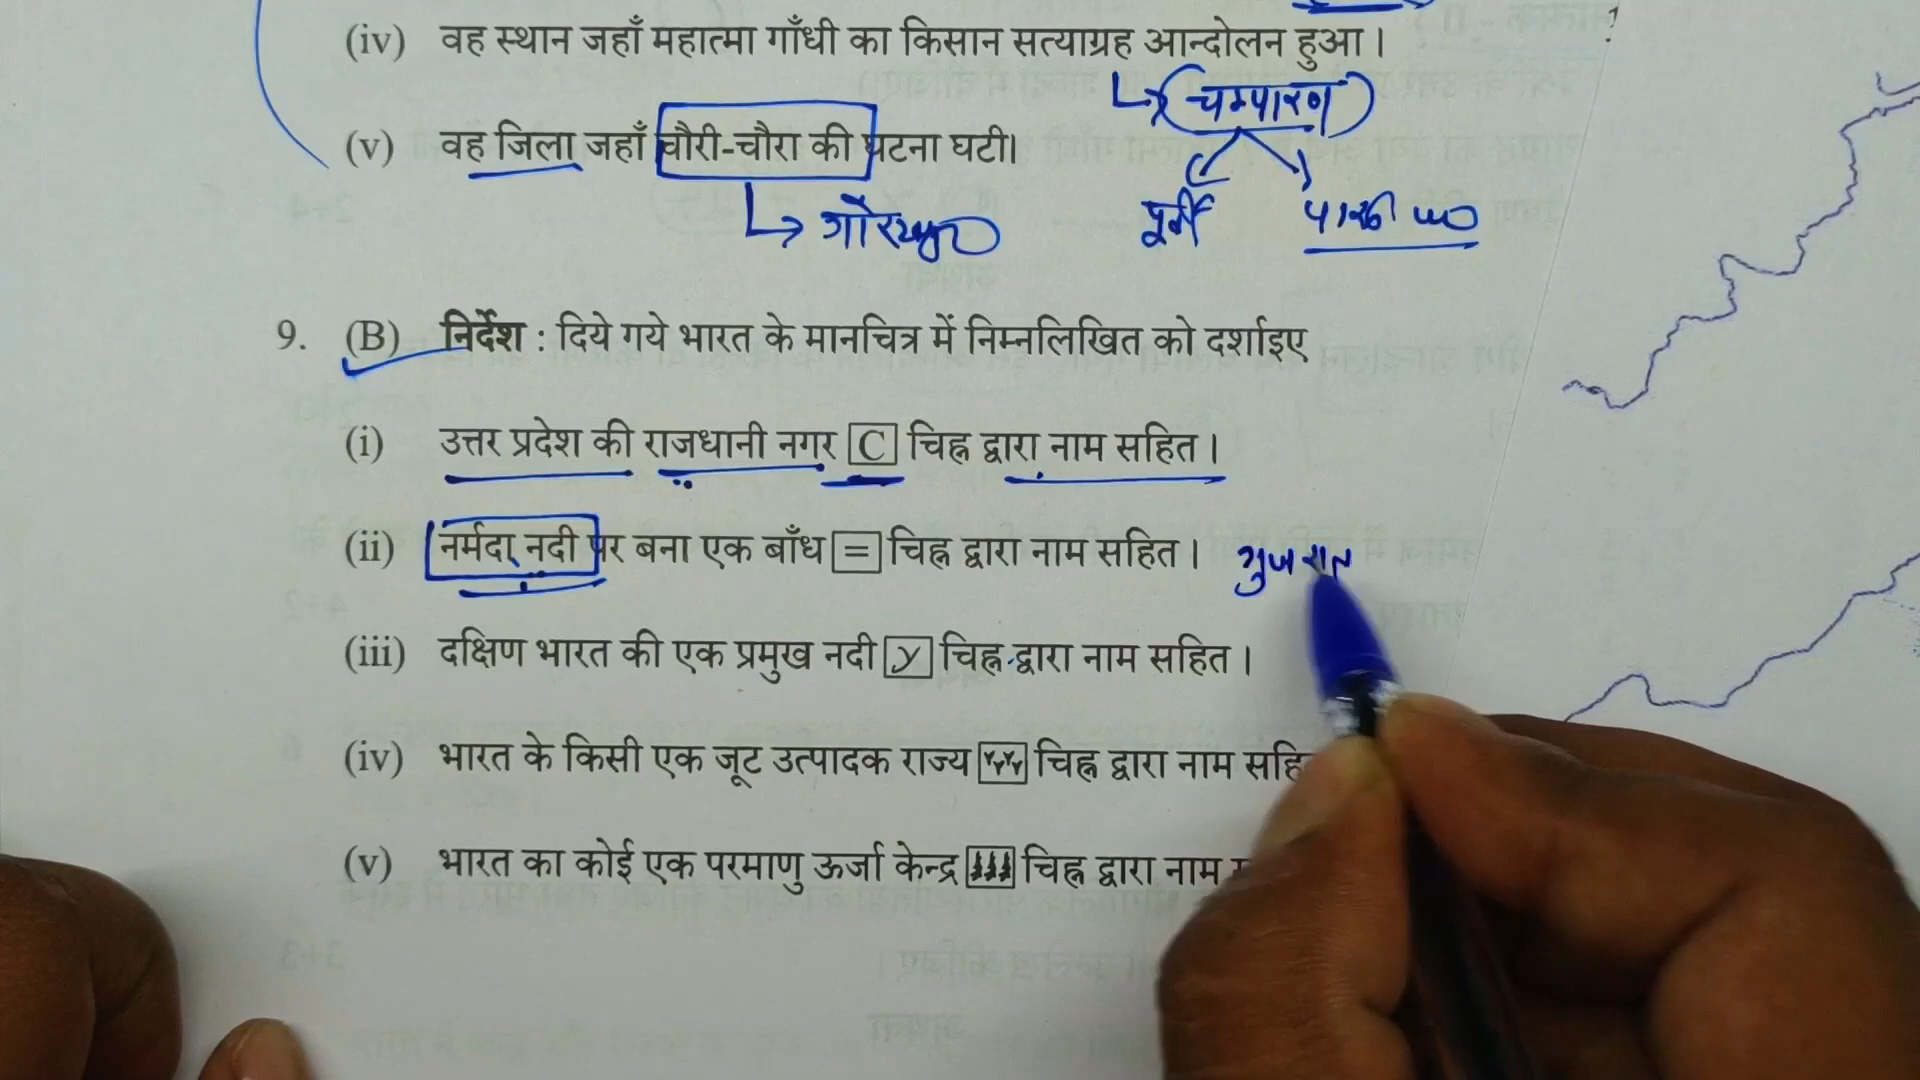 (iv) वह स्थान जहाँ महात्मा गाँधी का किसान सत्याग्रह आन्दोलन हुआ।
चम्पारण
(v) वह जिला जहाँ चौरी-चौरा की घटना घटी।
गोरखपुर
पूर्वी
9. (B) निर्देश : दिये गये भारत के मानचित्र में निम्नलिखित को दर्शाइए
(i) उत्तर प्रदेश की राजधानी नगर C चिह्न द्वारा नाम सहित।
(ii) नर्मदा नदी पर बना एक बाँध = चिह्न द्वारा नाम सहित। गुजरात
(iii) दक्षिण भारत की एक प्रमुख नदी y चिह्न द्वारा नाम सहित।
(iv) भारत के किसी एक जूट उत्पादक राज्य चिह्न द्वारा नाम सहि
(v) भारत का कोई एक परमाणु ऊर्जा केन्द्र चिह्न द्वारा नाम